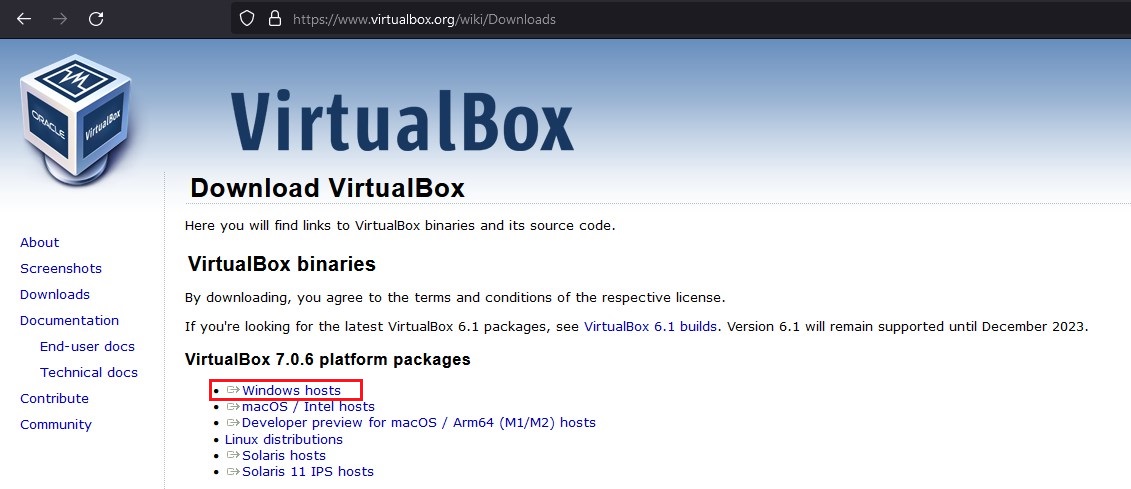 https://www.virtualbox.org/wiki/Downloads
ORACLE
VirtualBox
VirtualBox
Download VirtualBox
Here you will find links to VirtualBox binaries and its source code.
About
Screenshots
Downloads
Documentation
End-user docs
Technical docs
Contribute
Community
VirtualBox binaries
By downloading, you agree to the terms and conditions of the respective license.
If you're looking for the latest VirtualBox 6.1 packages, see VirtualBox 6.1 builds. Version 6.1 will remain supported until December 2023.
VirtualBox 7.0.6 platform packages
Windows hosts
macOS / Intel hosts
Developer preview for macOS / Arm64 (M1/M2) hosts
Linux distributions
Solaris hosts
Solaris 11 IPS hosts